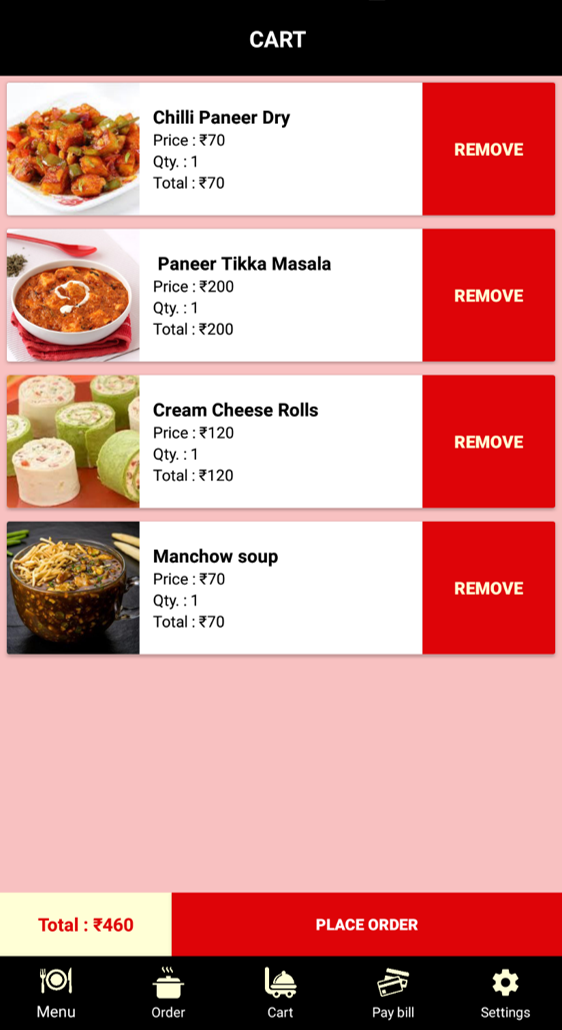 CART
Chilli Paneer Dry
Price : ₹70
Qty. : 1
Total : ₹70
REMOVE
Paneer Tikka Masala
Price : ₹200
Qty. : 1
Total : ₹200
REMOVE
Cream Cheese Rolls
Price : ₹120
Qty. : 1
Total : ₹120
REMOVE
Manchow soup
Price : ₹70
Qty. : 1
Total : ₹70
REMOVE
Total : ₹460
PLACE ORDER
Menu
Order
Cart
Pay bill
Settings